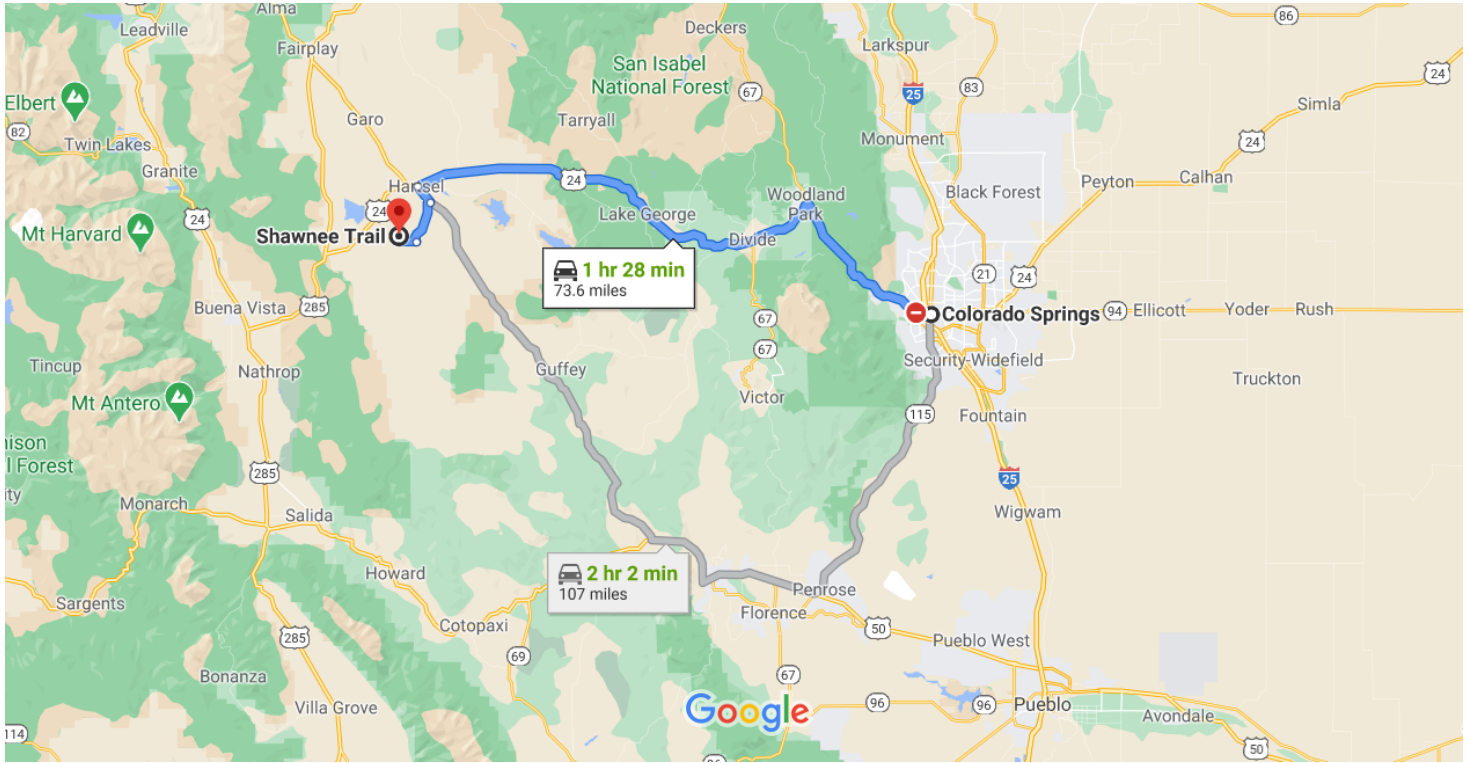 Alma
Leadville
Fairplay
Deckers
Larkspur
86
24
San Isabel
National Forest
67
25
83
Elbert
Simla
82
Garo
Tarryall
Monument
24
Twin Lakes
Granite
Calhan
Peyton
Hartsel
24
Woodland
Park
Black Forest
24
24
Lake George
Mt Harvard
Shawnee Trail
Divide
1 hr 28 min
73.6 miles
21
24
285
Buena Vista
67
Colorado Springs
94
Ellicott
Yoder
Rush
67
Security-Widefield
Tincup
Nathrop
Guffey
Truckton
Victor
Mt Antero
115
Fountain
nison
l Forest
285
25
ity
Monarch
Salida
Wigwam
Howard
2 hr 2 min
107 miles
Penrose
Sargents
Florence
Cotopaxi
50
285
69
Pueblo West
Bonanza
67
Villa Grove
Google
96
96
Pueblo
Avondale
114
50
96